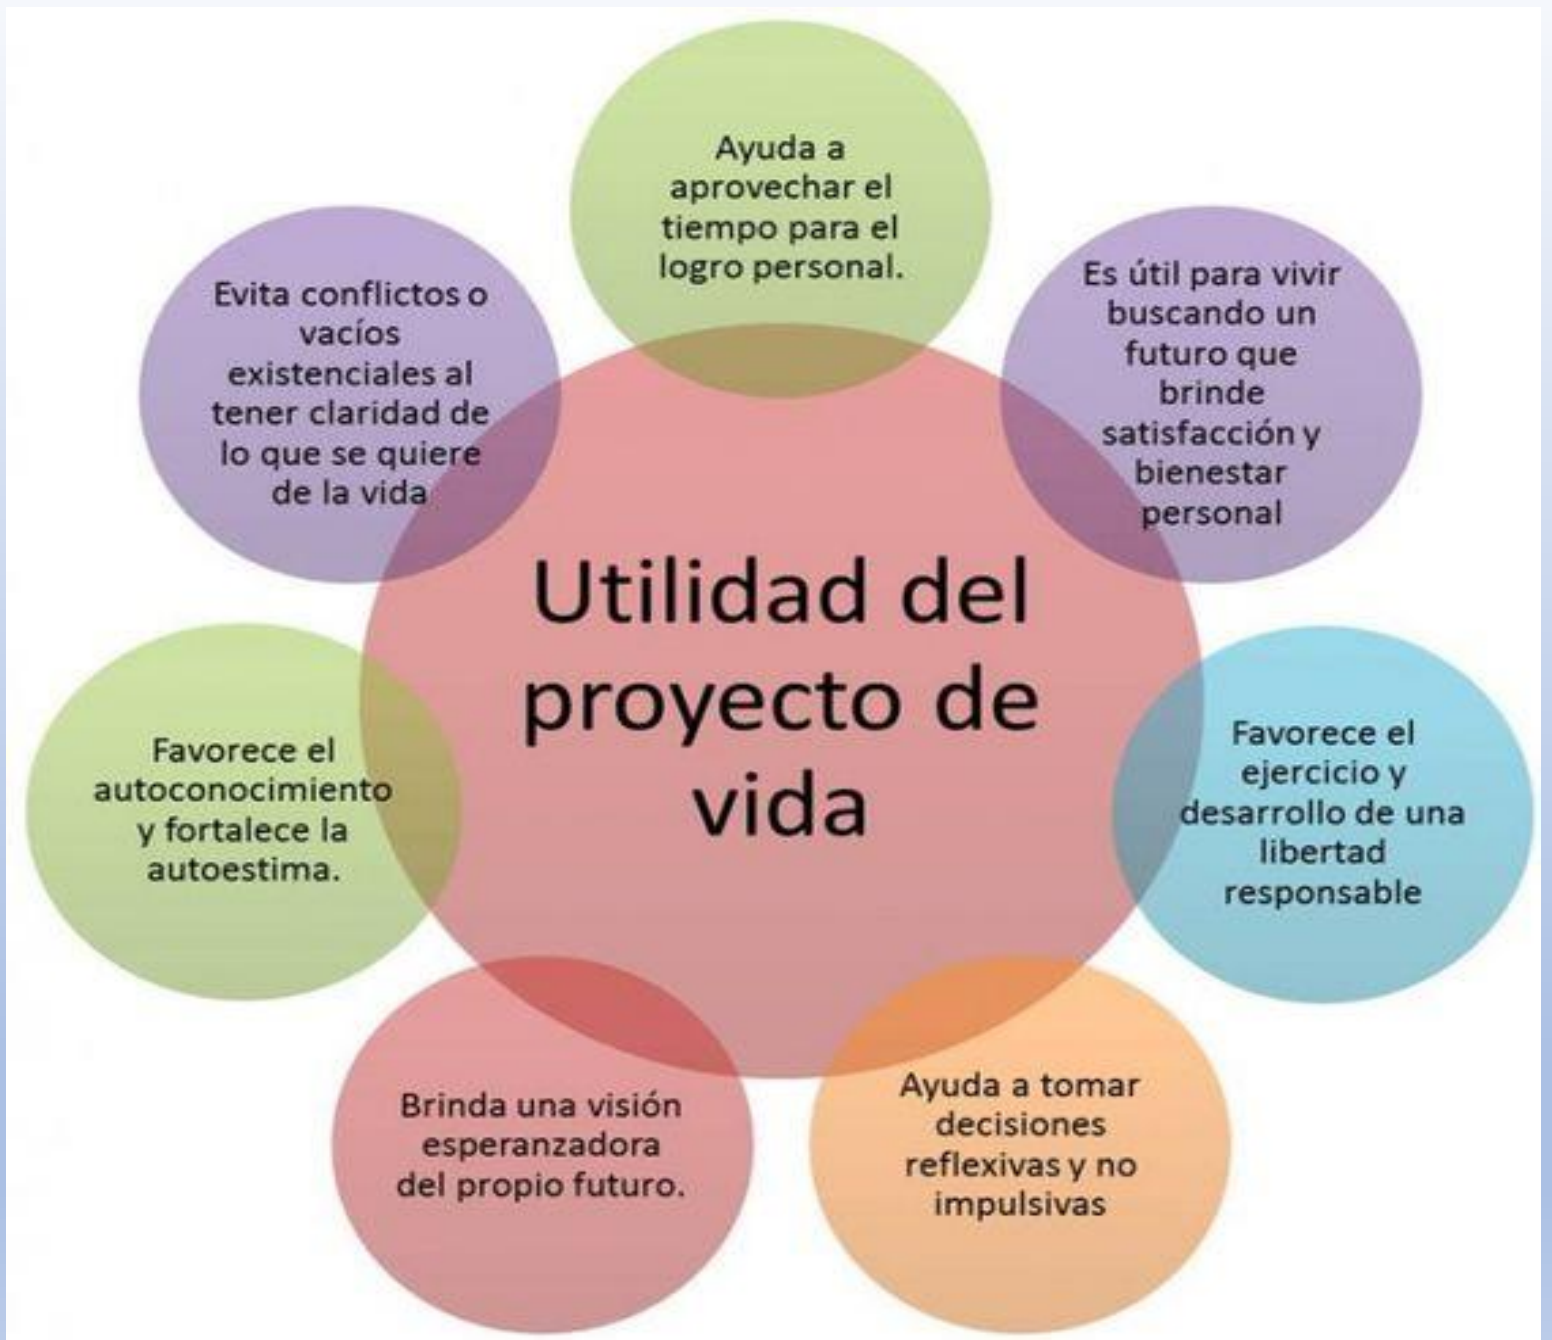 Ayuda a
aprovechar el
tiempo para el
logro personal.
Es útil para vivir
buscando un
futuro que
brinde
satisfacción y
bienestar
personal
Favorece el
ejercicio y
desarrollo de una
libertad
responsable
Ayuda a tomar
decisiones
reflexivas y no
impulsivas
Brinda una visión
esperanzadora
del propio futuro.
Favorece el
autoconocimiento
y fortalece la
autoestima.
Evita conflictos o
vacíos
existenciales al
tener claridad de
lo que se quiere
de la vida
Utilidad del
proyecto de
vida